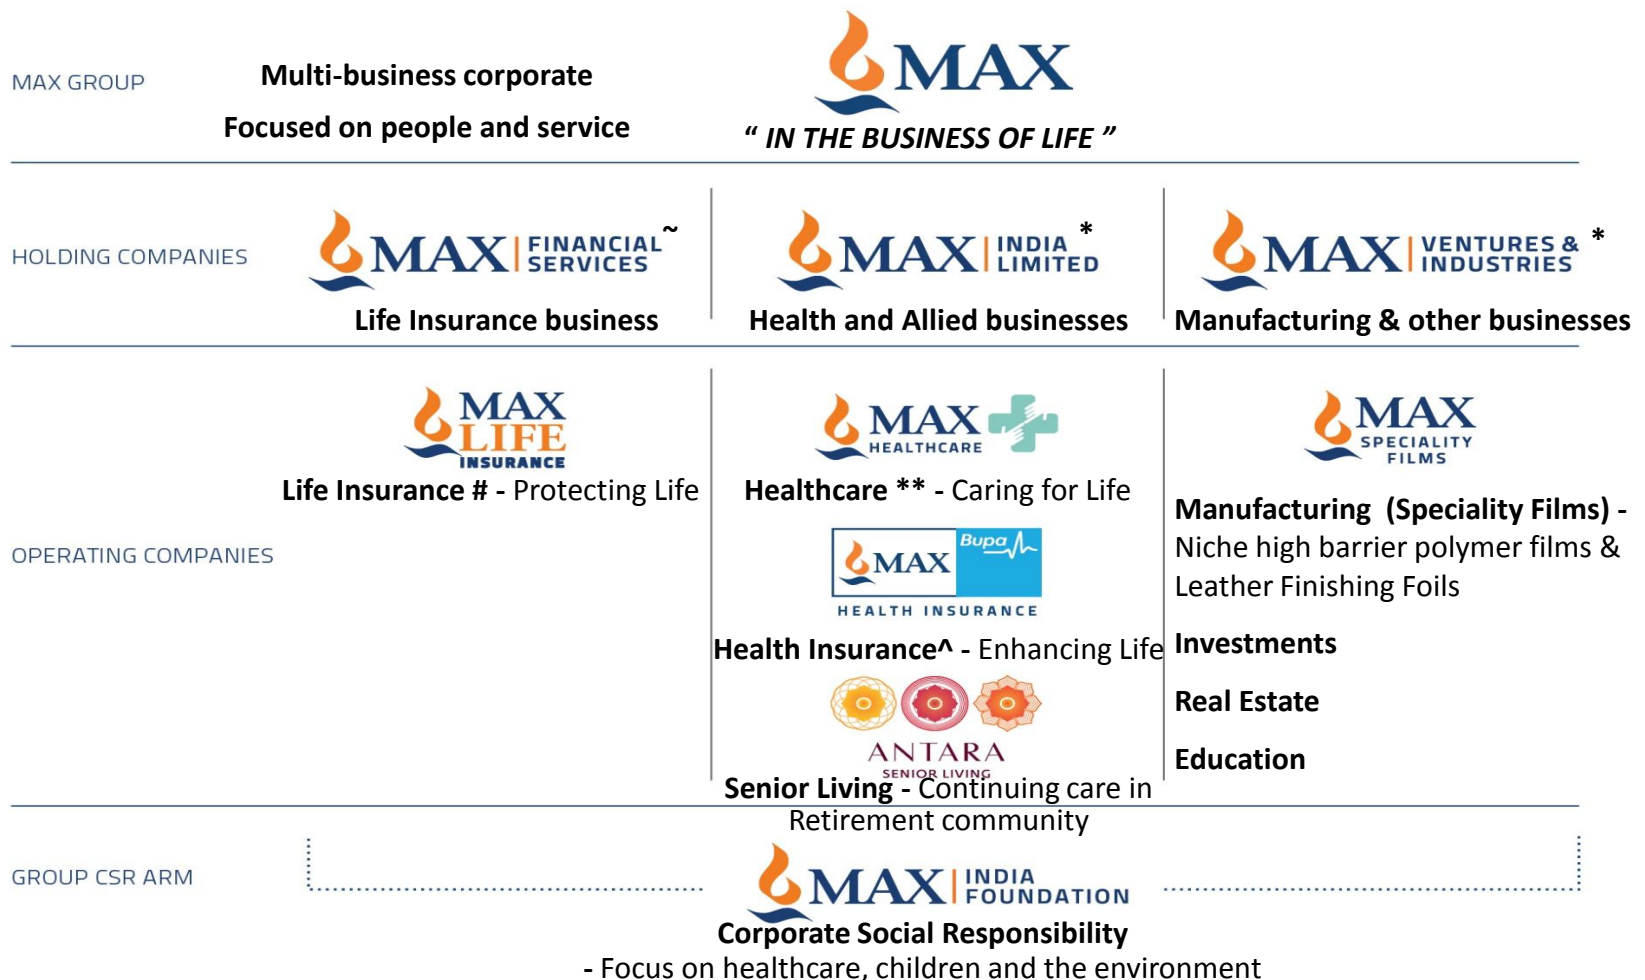 MAX GROUP
Multi-business corporate
Focused on people and service
MAX
“ IN THE BUSINESS OF LIFE ”
HOLDING COMPANIES
MAX FINANCIAL SERVICES ~
Life Insurance business
MAX INDIA LIMITED *
Health and Allied businesses
MAX VENTURES & INDUSTRIES *
Manufacturing & other businesses
OPERATING COMPANIES
MAX
LIFE
INSURANCE
Life Insurance # - Protecting Life
MAX
HEALTHCARE
Healthcare ** - Caring for Life
MAX Bupa
HEALTH INSURANCE
Health Insurance^ - Enhancing Life
ANTARA
SENIOR LIVING
Senior Living - Continuing care in
Retirement community
MAX
SPECIALITY
FILMS
Manufacturing (Speciality Films) -
Niche high barrier polymer films &
Leather Finishing Foils
Investments
Real Estate
Education
GROUP CSR ARM
MAX INDIA FOUNDATION
Corporate Social Responsibility
- Focus on healthcare, children and the environment